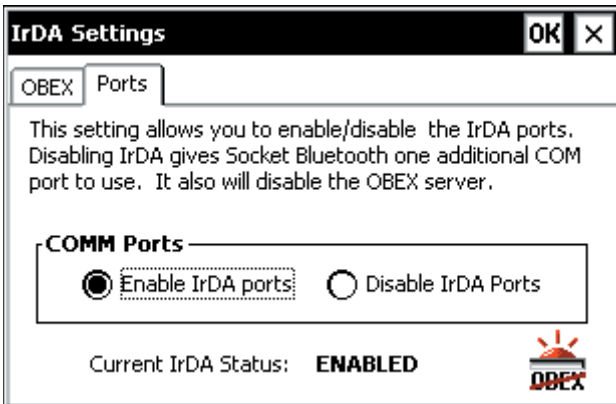 IrDA Settings OK ×
OBEX Ports
This setting allows you to enable/disable the IrDA ports.
Disabling IrDA gives Socket Bluetooth one additional COM
port to use. It also will disable the OBEX server.
COMM Ports
Enable IrDA ports Disable IrDA Ports
Current IrDA Status: ENABLED
OBEX